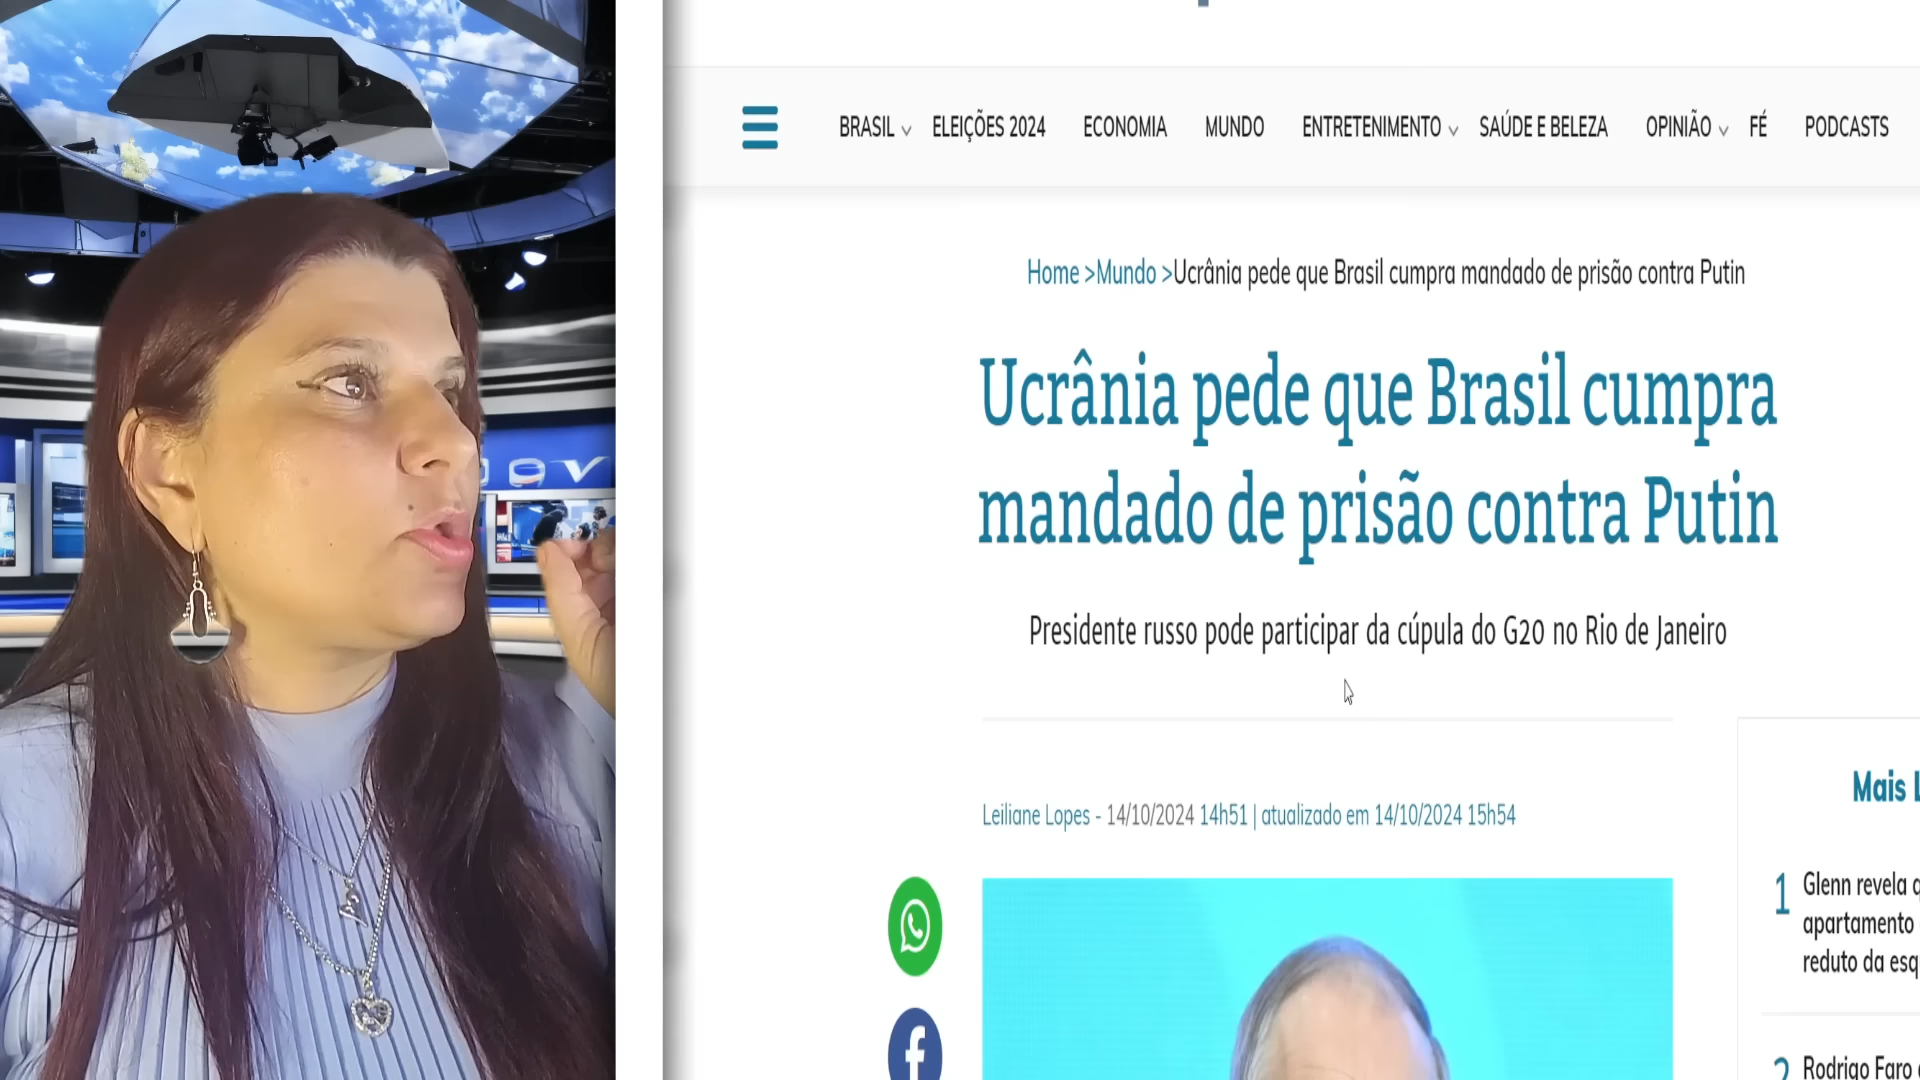 BRASIL ELEIÇÕES 2024 ECONOMIA MUNDO ENTRETENIMENTO SAÚDE E BELEZA OPINIÃO FÉ PODCASTS
Home >Mundo >Ucrânia pede que Brasil cumpra mandado de prisão contra Putin
Ucrânia pede que Brasil cumpra
mandado de prisão contra Putin
Presidente russo pode participar da cúpula do G20 no Rio de Janeiro
Leiliane Lopes - 14/10/2024 14h51 | atualizado em 14/10/2024 15h54
Mais
1 Glenn revela
apartamento
reduto da
2 Rodrigo Faro